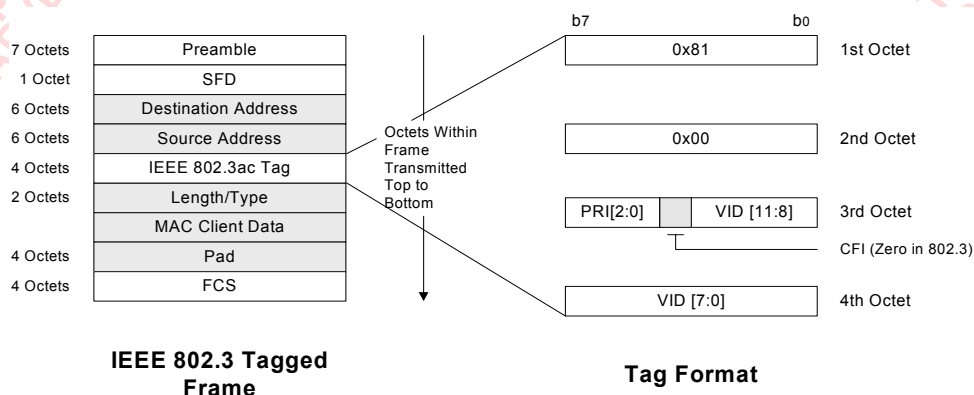 b7 b0
7 Octets Preamble 0x81 1st Octet
1 Octet SFD
6 Octets Destination Address
6 Octets Source Address Octets Within 0x00 2nd Octet
Frame
4 Octets IEEE 802.3ac Tag Transmitted
Top to
2 Octets Length/Type Bottom
PRI[2:0] VID [11:8] 3rd Octet
MAC Client Data
4 Octets Pad CFI (Zero in 802.3)
4 Octets FCS
VID [7:0] 4th Octet
IEEE 802.3 Tagged
Frame
Tag Format